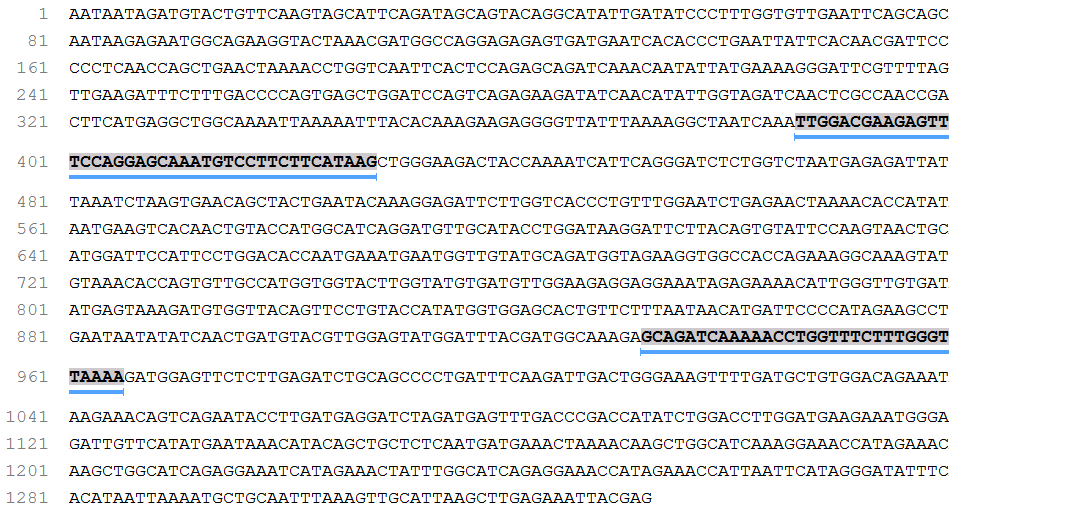 1 AATAATAGATGTACTGTTCAAGTAGCATTCAGATAGCAGTACAGGCATATTGATATCCCTTTGGTGTTGAATTCAGCAGC
81 AATAAGAGAATGGCAGAAGGTACTAAACGATGGCCAGGAGAGAGTGATGAATCACACCCTGAATTATTCACAACGATTCC
161 CCCTCAACCAGCTGAACTAAAACCTGGTCAATTCACTCCAGAGCAGATCAAACAATATTATGAAAAGGGATTCGTTTTAG
241 TTGAAGATTTCTTTGACCCCAGTGAGCTGGATCCAGTCAGAGAAGATATCAACATATTGGTAGATCAACTCGCCAACCGA
321 CTTCATGAGGCTGGCAAAATTAAAAATTTACACAAAGAAGAGGGGTTATTTAAAAGGCTAATCAAATTGGACGAAGAGTT
401 TCCAGGAGCAAATGTCCTTCTTCATAAGCTGGGAAGACTACCAAAATCATTCAGGGATCTCTGGTCTAATGAGAGATTAT
481 TAAATCTAAGTGAACAGCTACTGAATACAAAGGAGATTCTTGGTCACCCTGTTTGGAATCTGAGAACTAAAACACCATAT
561 AATGAAGTCACAACTGTACCATGGCATCAGGATGTTGCATACCTGGATAAGGATTCTTACAGTGTATTCCAAGTAACTGC
641 ATGGATTCCATTCCTGGACACCAATGAAATGAATGGTTGTATGCAGATGGTAGAAGGTGGCCACCAGAAAGGCAAAGTAT
721 GTAAACACCAGTGTTGCCATGGTGGTACTTGGTATGTGATGTTGGAAGAGGAGGAAATAGAGAAAACATTGGGTTGTGAT
801 ATGAGTAAAGATGTGGTTACAGTTCCTGTACCATATGGTGGAGCACTGTTCTTTAATAACATGATTCCCCATAGAAGCCT
881 GAATAATATATCAACTGATGTACGTTGGAGTATGGATTTACGATGGCAAAGAGCAGATCAAAAACCTGGTTTCTTTGGGT
961 TAAAAGATGGAGTTCTCTTGAGATCTGCAGCCCCTGATTTCAAGATTGACTGGGAAAGTTTTGATGCTGTGGACAGAAAT
1041 AAGAAACAGTCAGAATACCTTGATGAGGATCTAGATGAGTTTGACCCGACCATATCTGGACCTTGGATGAAGAAATGGGA
1121 GATTGTTCATATGAATAAACATACAGCTGCTCTCAATGATGAAACTAAAACAAGCTGGCATCAAAGGAAACCATAGAAAC
1201 AAGCTGGCATCAGAGGAAATCATAGAAACTATTTGGCATCAGAGGAAACCATAGAAACCATTAATTCATAGGGATATTTC
1281 ACATAATTAAAATGCTGCAATTTAAAGTTGCATTAAGCTTGAGAAATTACGAG